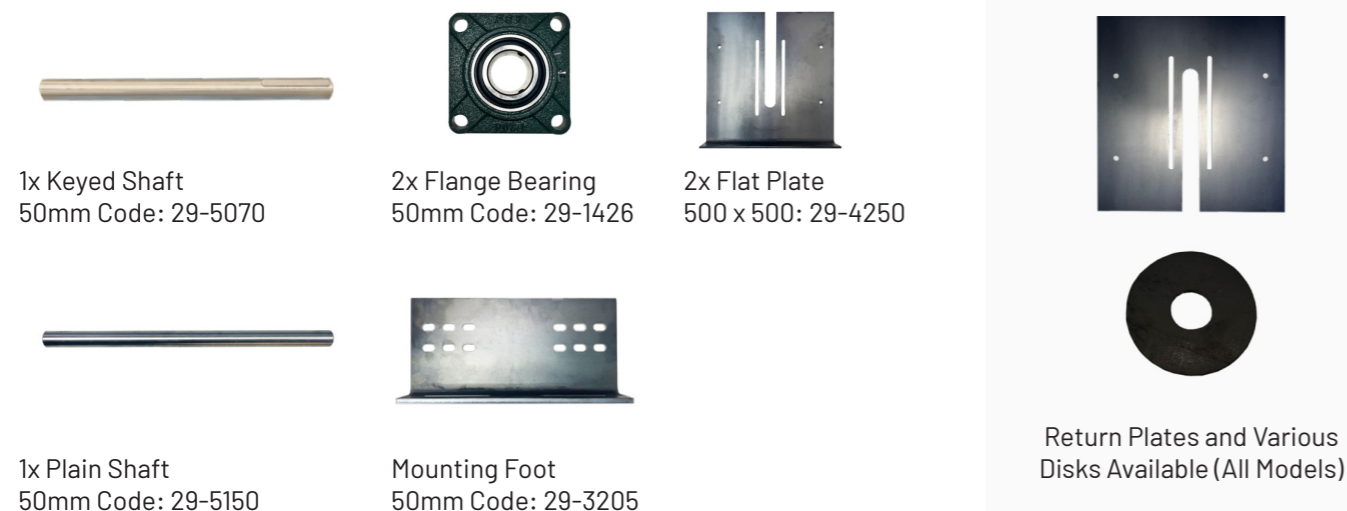 1x Keyed Shaft
50mm Code: 29-5070
2x Flange Bearing
50mm Code: 29-1426
2x Flat Plate
500 x 500: 29-4250
1x Plain Shaft
50mm Code: 29-5150
Mounting Foot
50mm Code: 29-3205
Return Plates and Various
Disks Available (All Models)